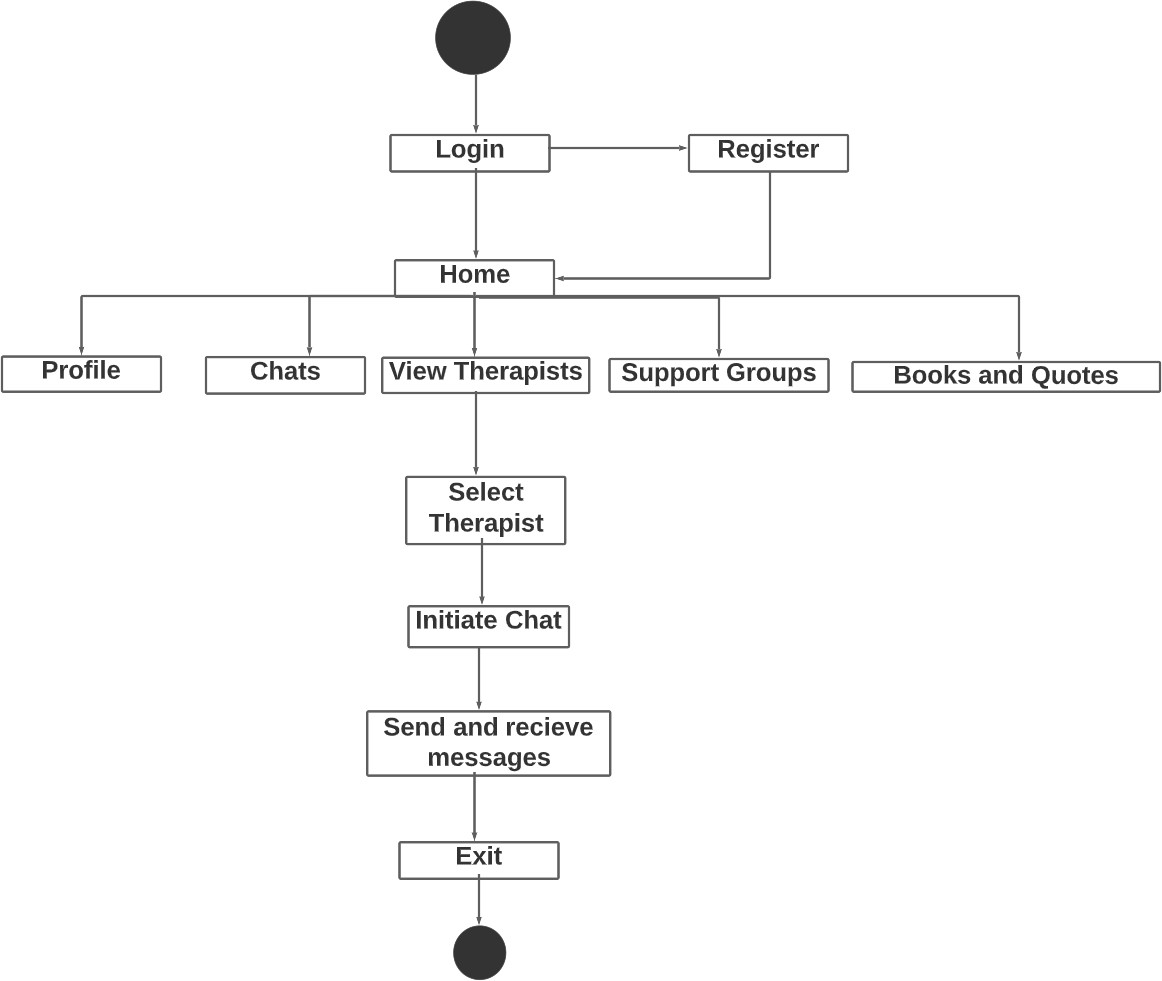 Login
Register
Home
Profile
Chats
View Therapists
Support Groups
Books and Quotes
Select
Therapist
Initiate Chat
Send and recieve
messages
Exit